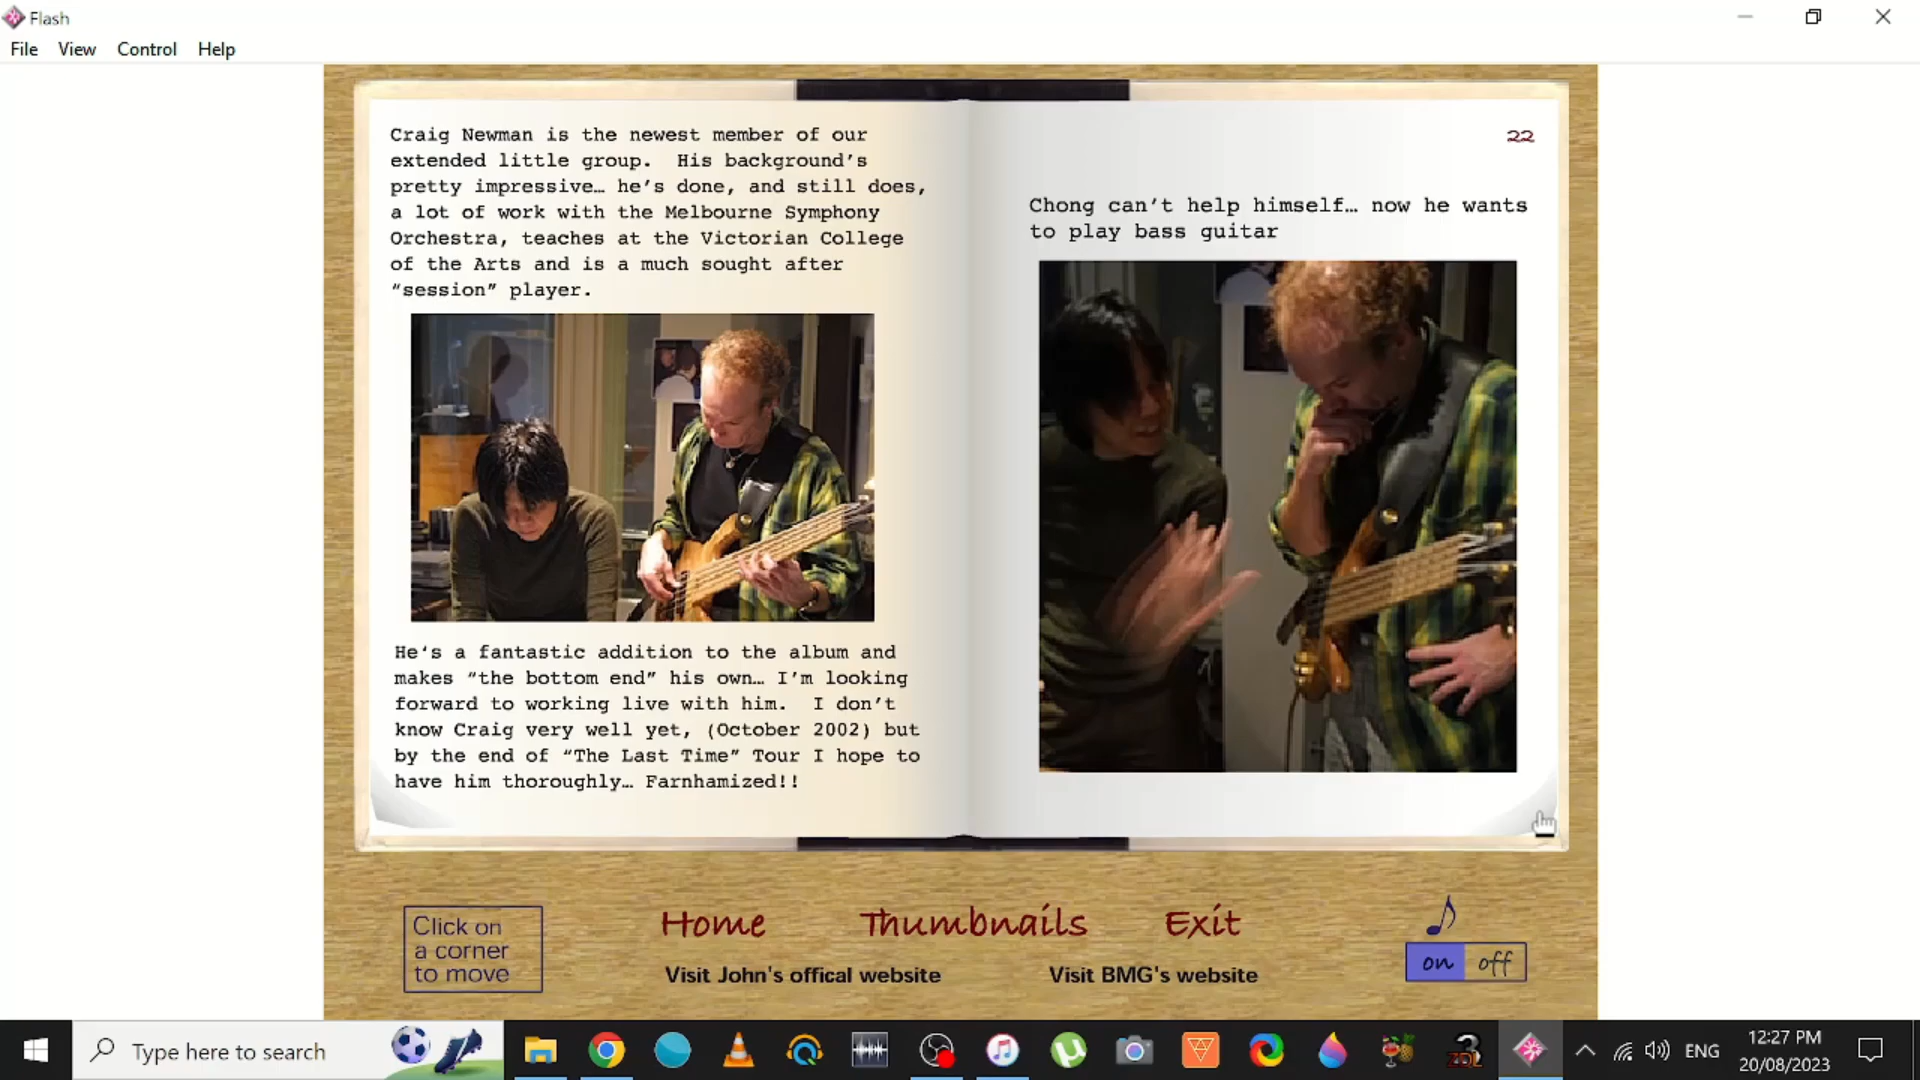 Flash
File View Control Help
Craig Newman is the newest member of our
extended little group.  His background's
pretty impressive… he's done, and still does,
a lot of work with the Melbourne Symphony
Orchestra, teaches at the Victorian College
of the Arts and is a much sought after
“session” player.
He's a fantastic addition to the album and
makes “the bottom end” his own… I'm looking
forward to working live with him.  I don't
know Craig very well yet, (October 2002) but
by the end of “The Last Time” Tour I hope to
have him thoroughly… Farnhamized!!
22
Chong can't help himself… now he wants
to play bass guitar
Click on
a corner
to move
Home Thumbnails Exit
Visit John's offical website Visit BMG's website
on off
Type here to search
ENG
12:27 PM
20/08/2023